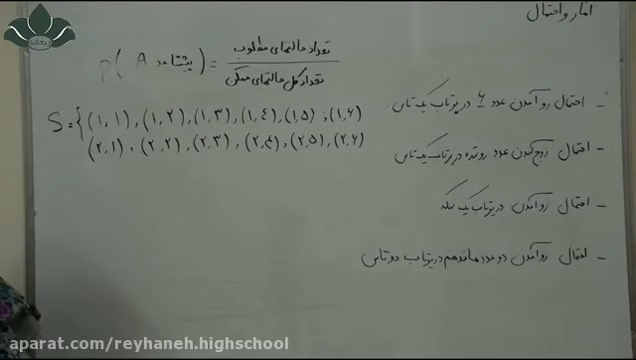 آمار و احتمال
P(پیشامد A) = تعداد حالتهای مطلوب / تعداد کل حالتهای ممکن
- احتمال رو آمدن عدد ۶ در پرتاب یک تاس.
- احتمال زوج آمدن عدد رو شده در پرتاب یک تاس
- احتمال رو آمدن در پرتاب یک سکه
- احتمال رو آمدن دو عدد مانند هم در پرتاب دو تاس
S = {(۱,۱), (۱,۲), (۱,۳), (۱,۴), (۱,۵), (۱,۶)
(۲,۱), (۲,۲), (۲,۳), (۲,۴), (۲,۵), (۲,۶)
aparat.com/reyhaneh.highschool